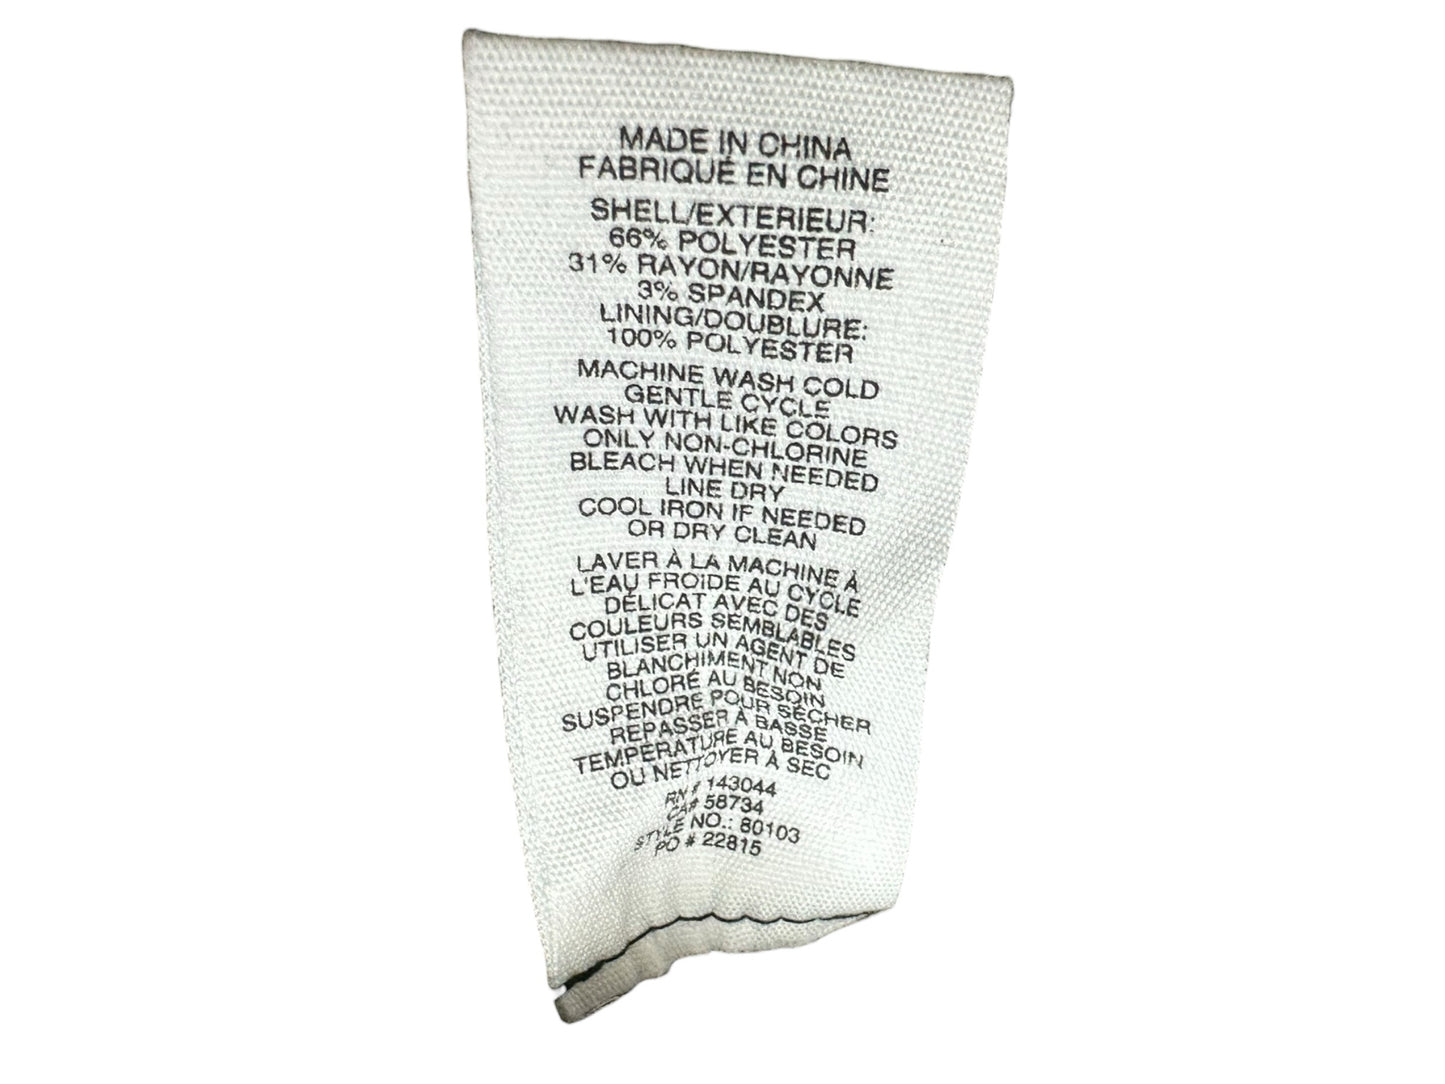 MADE IN CHINA
FABRIQUÉ EN CHINE
SHELL/EXTERIEUR:
66% POLYESTER
31% RAYON/RAYONNE
3% SPANDEX
LINING/DOUBLURE:
100% POLYESTER
MACHINE WASH COLD
GENTLE CYCLE
WASH WITH LIKE COLORS
ONLY NON-CHLORINE
BLEACH WHEN NEEDED
LINE DRY
COOL IRON IF NEEDED
OR DRY CLEAN
LAVER À LA MACHINE À
L'EAU FROIDE AU CYCLE
DÉLICAT AVEC DES
COULEURS SEMBLABLES
UTILISER UN AGENT DE
BLANCHIMENT NON
CHLORÉ AU BESOIN
SUSPENDRE POUR SÉCHER
REPASSER À BASSE
TEMPÉRATURE AU BESOIN
OU NETTOYER À SEC
RN # 143044
CA# 58734
STYLE NO.: 80103
PO # 22815